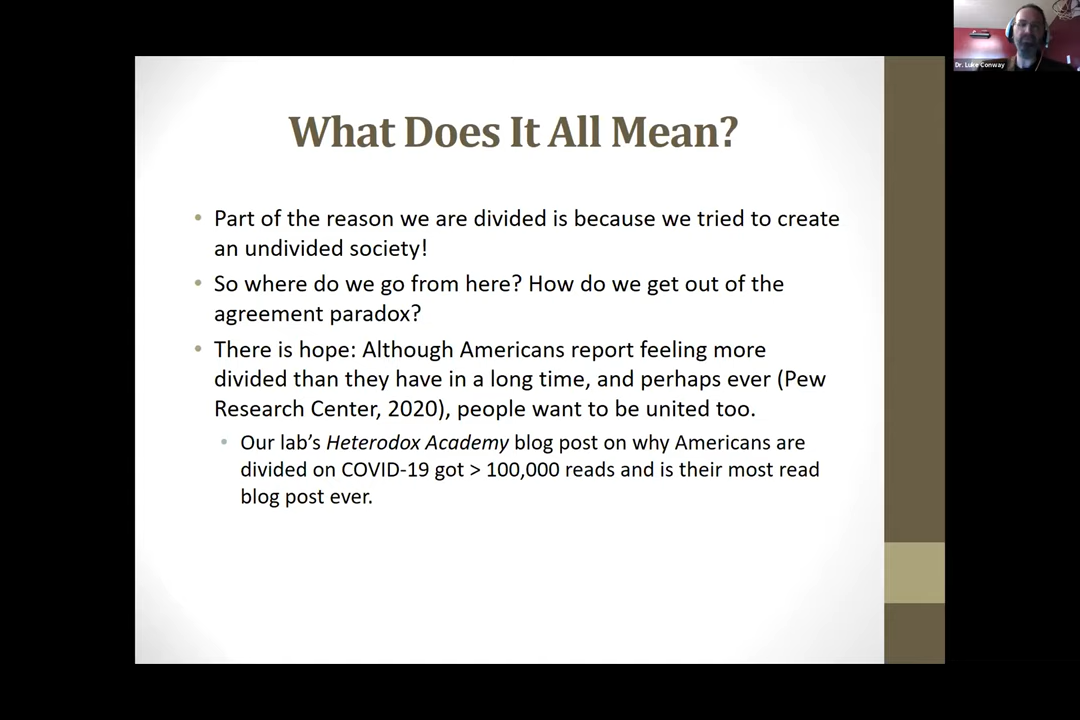 Dr. Luke Conway
What Does It All Mean?
• Part of the reason we are divided is because we tried to create
an undivided society!
• So where do we go from here? How do we get out of the
agreement paradox?
• There is hope: Although Americans report feeling more
divided than they have in a long time, and perhaps ever (Pew
Research Center, 2020), people want to be united too.
• Our lab's Heterodox Academy blog post on why Americans are
divided on COVID-19 got > 100,000 reads and is their most read
blog post ever.